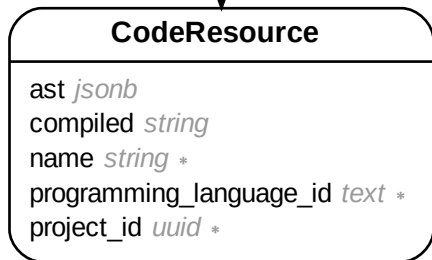 CodeResource
ast jsonb
compiled string
name string *
programming_language_id text *
project_id uuid *